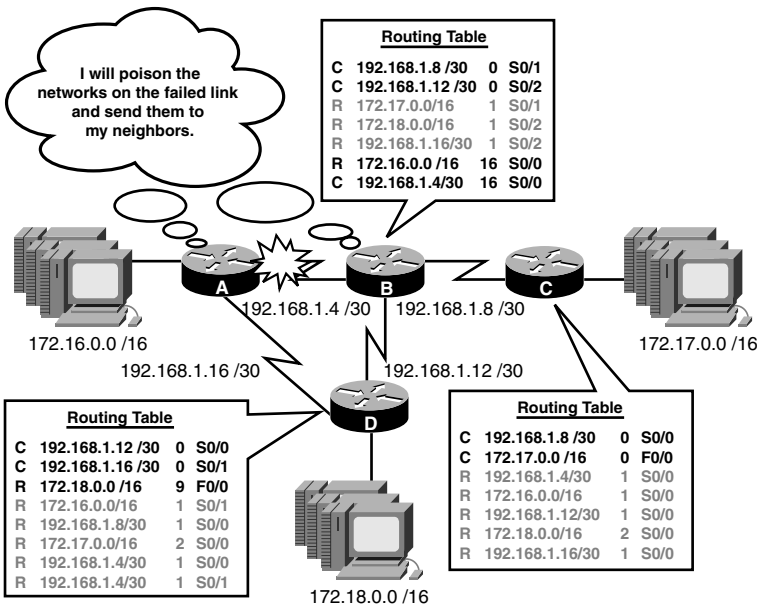 I will poison the
networks on the failed link
and send them to
my neighbors.
Routing Table
C 192.168.1.8 /30 0 S0/1
C 192.168.1.12 /30 0 S0/2
R 172.17.0.0/16 1 S0/1
R 172.18.0.0/16 1 S0/2
R 192.168.1.16/30 1 S0/2
R 172.16.0.0 /16 16 S0/0
C 192.168.1.4/30 16 S0/0
A
B
C
192.168.1.4 /30
192.168.1.8 /30
172.16.0.0 /16
172.17.0.0 /16
192.168.1.16 /30
192.168.1.12 /30
D
Routing Table
C 192.168.1.12 /30 0 S0/0
C 192.168.1.16 /30 0 S0/1
R 172.18.0.0 /16 9 F0/0
R 172.16.0.0/16 1 S0/1
R 192.168.1.8/30 1 S0/0
R 172.17.0.0/16 2 S0/0
R 192.168.1.4/30 1 S0/0
R 192.168.1.4/30 1 S0/1
Routing Table
C 192.168.1.8 /30 0 S0/0
C 172.17.0.0 /16 0 F0/0
R 192.168.1.4/30 1 S0/0
R 172.16.0.0/16 1 S0/0
R 192.168.1.12/30 1 S0/0
R 172.18.0.0/16 2 S0/0
R 192.168.1.16/30 1 S0/0
172.18.0.0 /16